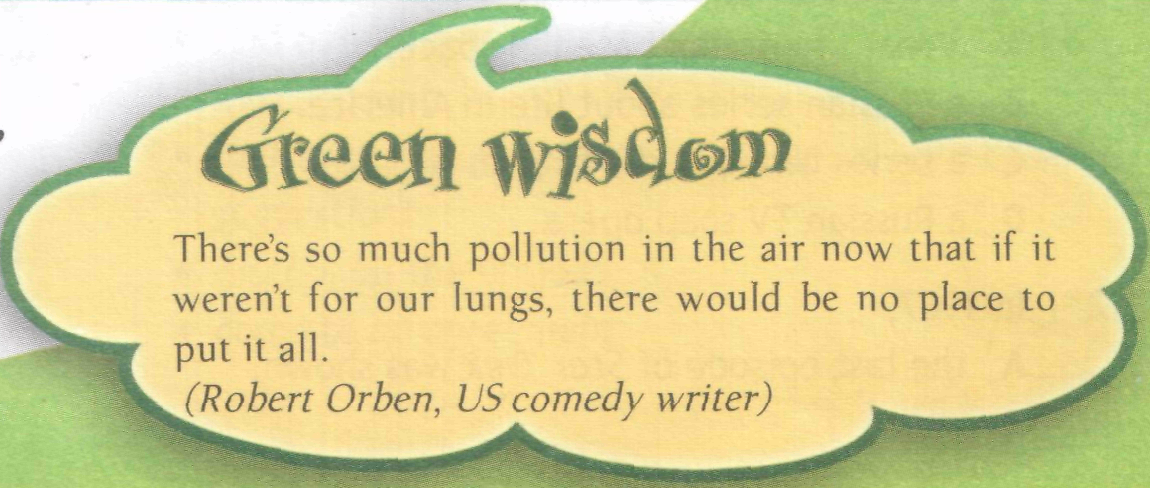 Green wisdom
There's so much pollution in the air now that if it
weren't for our lungs, there would be no place to
put it all.
(Robert Orben, US comedy writer)